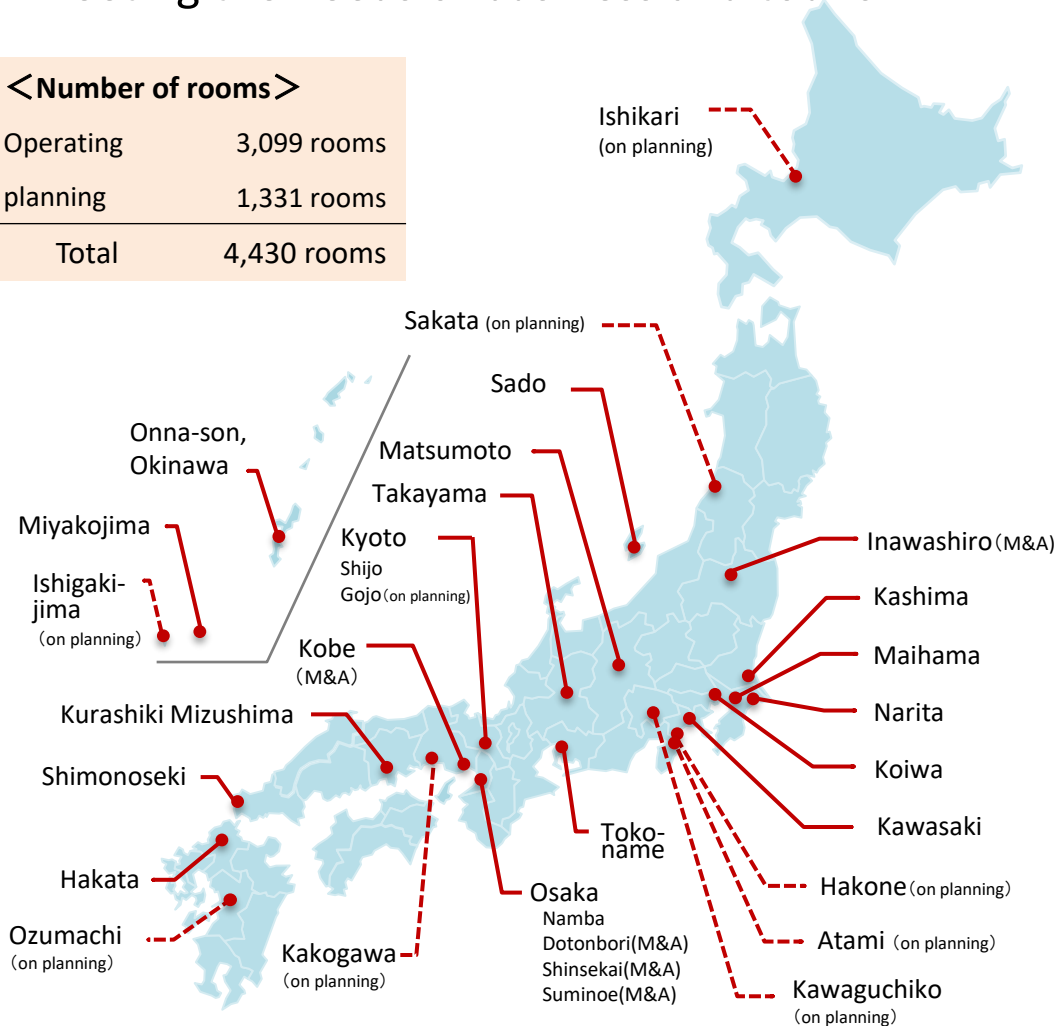 ＜Number of rooms＞
Operating 3,099 rooms
planning 1,331 rooms
Total 4,430 rooms
Ishikari
(on planning)
Sakata (on planning)
Sado
Onna-son,
Okinawa
Matsumoto
Takayama
Miyakojima
Kyoto
Shijo
Gojo(on planning)
Inawashiro(M&A)
Ishigaki-
jima
(on planning)
Kashima
Kobe
(M&A)
Maihama
Kurashiki Mizushima
Narita
Shimonoseki
Koiwa
Toko-
name
Kawasaki
Hakata
Osaka
Namba
Dotonbori(M&A)
Shinsekai(M&A)
Suminoe(M&A)
Hakone(on planning)
Ozumachi
(on planning)
Kakogawa
(on planning)
Atami (on planning)
Kawaguchiko
(on planning)